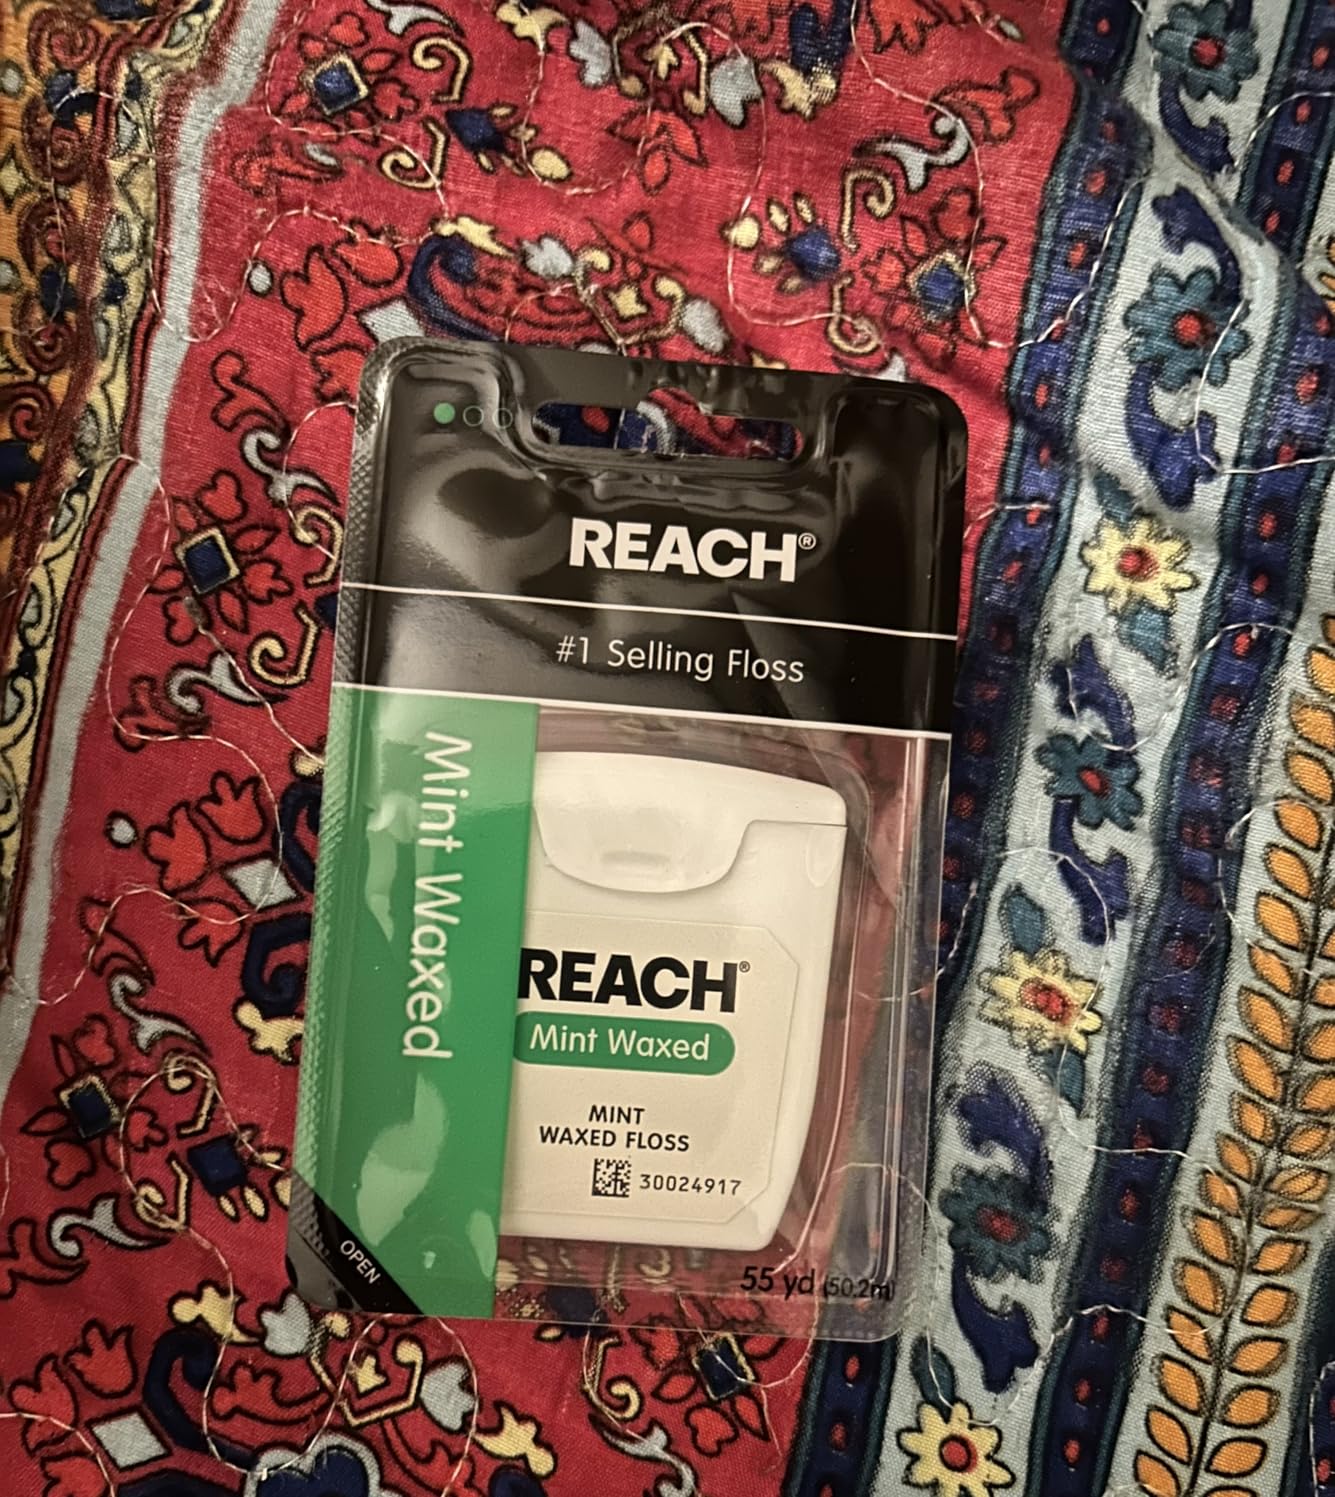 REACH®
#1 Selling Floss
Mint Waxed
REACH®
Mint Waxed
MINT
WAXED FLOSS
30024917
OPEN
55 yd (50.2m)